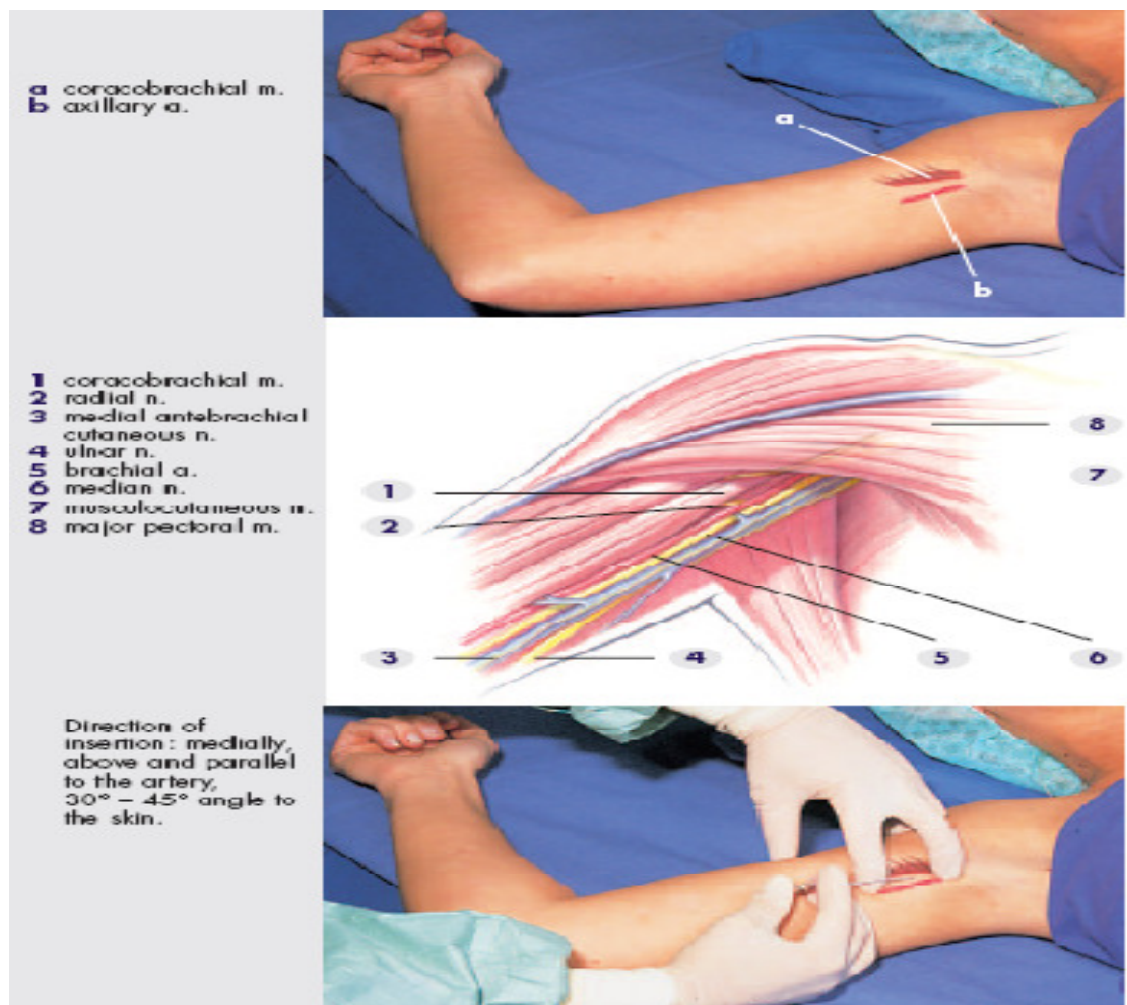 a coracobrachial m.
b axillary a.
a
b
1 coracobrachial m.
2 radial n.
3 medial antebrachial
cutaneous n.
4 ulnar n.
5 brachial a.
6 median n.
7 musculocutaneous n.
8 major pectoral m.
8
7
1
2
3
4
5
6
Direction of
insertion: medially,
above and parallel
to the artery,
30° – 45° angle to
the skin.